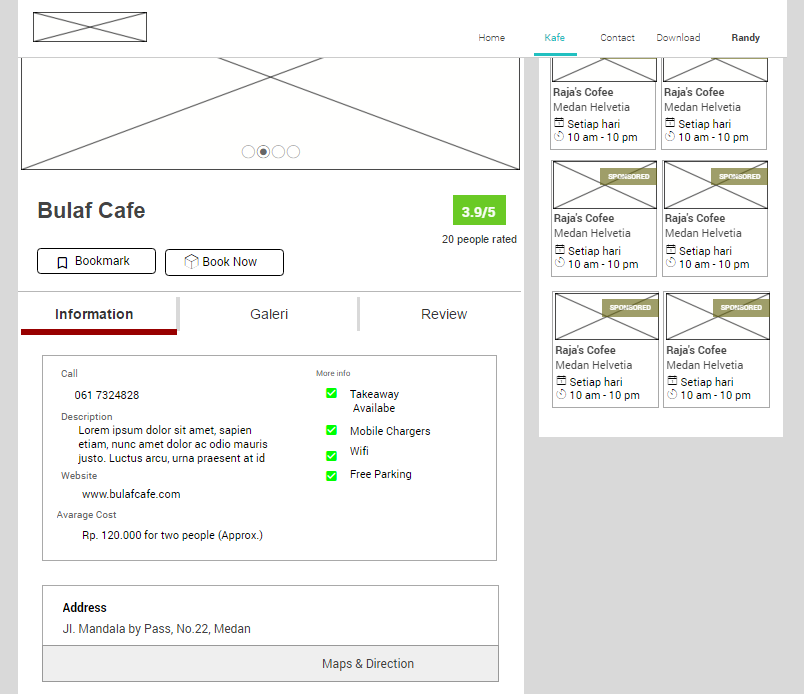 Home
Kafe
Contact
Download
Randy
Bulaf Cafe
3.9/5
20 people rated
Bookmark
Book Now
Information
Galeri
Review
Call
061 7324828
Description
Lorem ipsum dolor sit amet, sapien
etiam, nunc amet dolor ac odio mauris
justo. Luctus arcu, urna praesent at id
Website
www.bulafcafe.com
Avarage Cost
Rp. 120.000 for two people (Approx.)
More info
Takeaway
Availabe
Mobile Chargers
Wifi
Free Parking
Address
Jl. Mandala by Pass, No.22, Medan
Maps & Direction
Raja's Cofee
Medan Helvetia
Setiap hari
10 am - 10 pm
Raja's Cofee
Medan Helvetia
Setiap hari
10 am - 10 pm
SPONSORED
Raja's Cofee
Medan Helvetia
Setiap hari
10 am - 10 pm
SPONSORED
Raja's Cofee
Medan Helvetia
Setiap hari
10 am - 10 pm
SPONSORED
Raja's Cofee
Medan Helvetia
Setiap hari
10 am - 10 pm
SPONSORED
Raja's Cofee
Medan Helvetia
Setiap hari
10 am - 10 pm